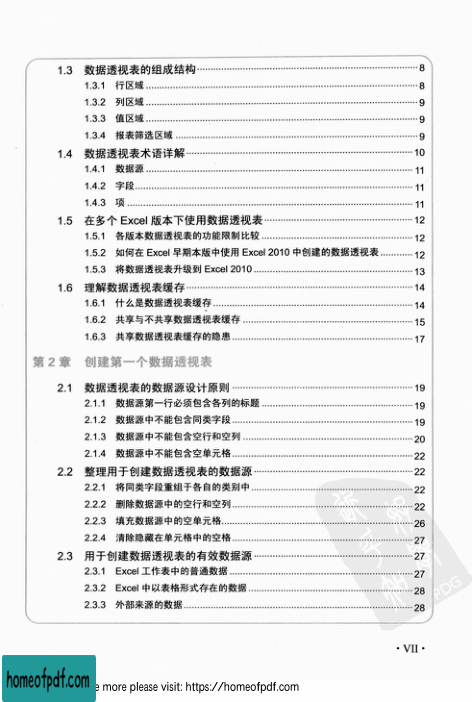 1.3 数据透视表的组成结构 8
1.3.1 行区域 8
1.3.2 列区域 9
1.3.3 值区域 9
1.3.4 报表筛选区域 9
1.4 数据透视表术语详解 10
1.4.1 数据源 11
1.4.2 字段 11
1.4.3 项 11
1.5 在多个 Excel 版本下使用数据透视表 12
1.5.1 各版本数据透视表的功能限制比较 12
1.5.2 如何在 Excel 早期本版中使用 Excel 2010 中创建的数据透视表 12
1.5.3 将数据透视表升级到 Excel 2010 13
1.6 理解数据透视表缓存 14
1.6.1 什么是数据透视表缓存 14
1.6.2 共享与不共享数据透视表缓存 15
1.6.3 共享数据透视表缓存的隐患 17
第 2 章 创建第一个数据透视表
2.1 数据透视表的数据源设计原则 19
2.1.1 数据源第一行必须包含各列的标题 19
2.1.2 数据源中不能包含同类字段 19
2.1.3 数据源中不能包含空行和空列 20
2.1.4 数据源中不能包含空单元格 22
2.2 整理用于创建数据透视表的数据源 22
2.2.1 将同类字段重组于各自的类别中 22
2.2.2 删除数据源中的空行和空列 22
2.2.3 填充数据源中的空单元格 26
2.2.4 清除隐藏在单元格中的空格 27
2.3 用于创建数据透视表的有效数据源 27
2.3.1 Excel 工作表中的普通数据 27
2.3.2 Excel 中以表格形式存在的数据 28
2.3.3 外部来源的数据 28
PDG
· VII ·
homeofpdf.com
e more please visit: https://homeofpdf.com